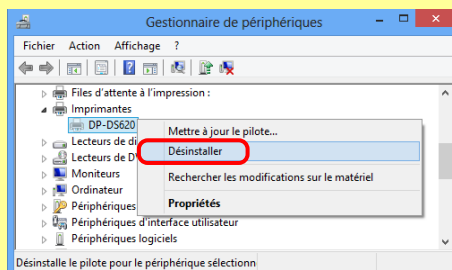 Gestionnaire de périphériques
Fichier Action Affichage ?
Files d'attente à l'impression :
Imprimantes
DP-DS620
Mettre à jour le pilote...
Lecteurs de di
Désinstaller
Lecteurs de D
Moniteurs
Rechercher les modifications sur le matériel
Ordinateur
Périphériques
Propriétés
Périphériques d'interface utilisateur
Périphériques logiciels
Désinstalle le pilote pour le périphérique sélectionn